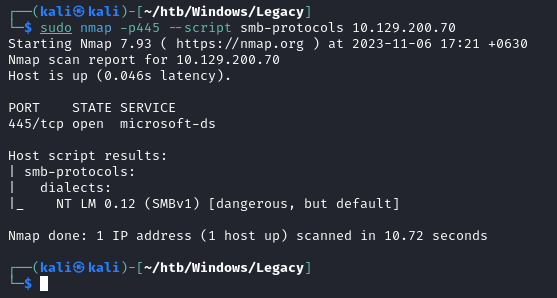 ┌──(kali㉿kali)-[~/htb/Windows/Legacy]
└─$ sudo nmap -p445 --script smb-protocols 10.129.200.70
Starting Nmap 7.93 ( https://nmap.org ) at 2023-11-06 17:21 +0630
Nmap scan report for 10.129.200.70
Host is up (0.046s latency).

PORT    STATE SERVICE
445/tcp open  microsoft-ds

Host script results:
| smb-protocols:
|   dialects:
|_    NT LM 0.12 (SMBv1) [dangerous, but default]

Nmap done: 1 IP address (1 host up) scanned in 10.72 seconds

┌──(kali㉿kali)-[~/htb/Windows/Legacy]
└─$